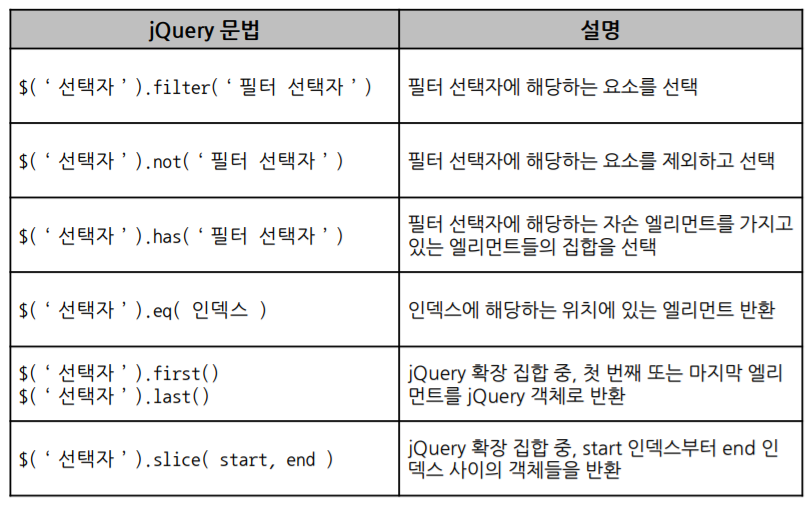 jQuery 문법 설명
$( ‘ 선택자 ’ ).filter( ‘ 필터 선택자 ’ ) 필터 선택자에 해당하는 요소를 선택
$( ‘ 선택자 ’ ).not( ‘ 필터 선택자 ’ ) 필터 선택자에 해당하는 요소를 제외하고 선택
$( ‘ 선택자 ’ ).has( ‘ 필터 선택자 ’ ) 필터 선택자에 해당하는 자손 엘리먼트를 가지고
있는 엘리먼트들의 집합을 선택
$( ‘ 선택자 ’ ).eq( 인덱스 ) 인덱스에 해당하는 위치에 있는 엘리먼트 반환
$( ‘ 선택자 ’ ).first()
$( ‘ 선택자 ’ ).last()
jQuery 확장 집합 중, 첫 번째 또는 마지막 엘리
먼트를 jQuery 객체로 반환
$( ‘ 선택자 ’ ).slice( start, end )
jQuery 확장 집합 중, start 인덱스부터 end 인
덱스 사이의 객체들을 반환